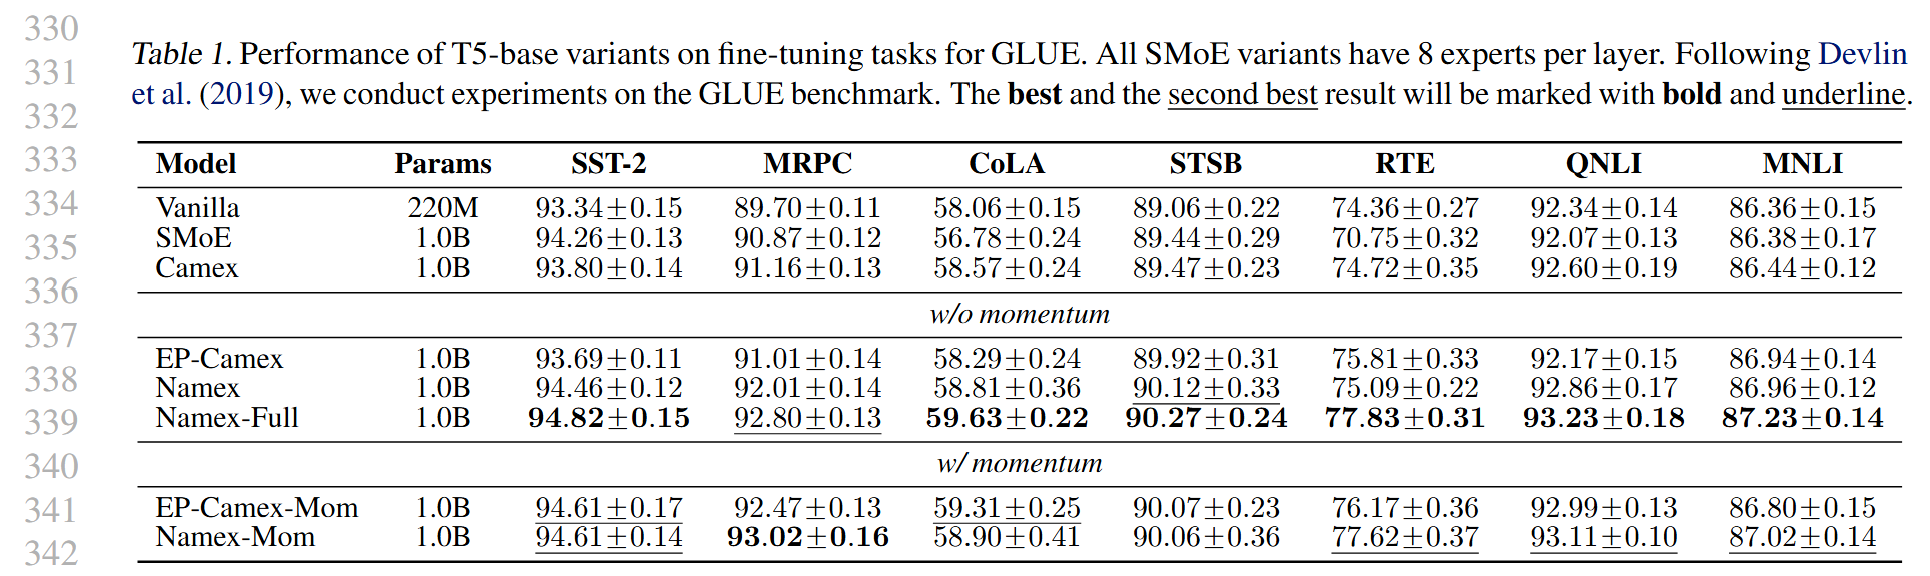 330
Table 1. Performance of T5-base variants on fine-tuning tasks for GLUE. All SMoE variants have 8 experts per layer. Following Devlin
331
et al. (2019), we conduct experiments on the GLUE benchmark. The best and the second best result will be marked with bold and underline.
332
333 Model Params SST-2 MRPC CoLA STSB RTE QNLI MNLI
334 Vanilla 220M 93.34±0.15 89.70±0.11 58.06±0.15 89.06±0.22 74.36±0.27 92.34±0.14 86.36±0.15
335 SMoE 1.0B 94.26±0.13 90.87±0.12 56.78±0.24 89.44±0.29 70.75±0.32 92.07±0.13 86.38±0.17
Camex 1.0B 93.80±0.14 91.16±0.13 58.57±0.24 89.47±0.23 74.72±0.35 92.60±0.19 86.44±0.12
336
w/o momentum
337
EP-Camex 1.0B 93.69±0.11 91.01±0.14 58.29±0.24 89.92±0.31 75.81±0.33 92.17±0.15 86.94±0.14
338 Namex 1.0B 94.46±0.12 92.01±0.14 58.81±0.36 90.12±0.33 75.09±0.22 92.86±0.17 86.96±0.12
339 Namex-Full 1.0B 94.82±0.15 92.80±0.13 59.63±0.22 90.27±0.24 77.83±0.31 93.23±0.18 87.23±0.14
340 w/ momentum
341 EP-Camex-Mom 1.0B 94.61±0.17 92.47±0.13 59.31±0.25 90.07±0.23 76.17±0.36 92.99±0.13 86.80±0.15
342 Namex-Mom 1.0B 94.61±0.14 93.02±0.16 58.90±0.41 90.06±0.36 77.62±0.37 93.11±0.10 87.02±0.14